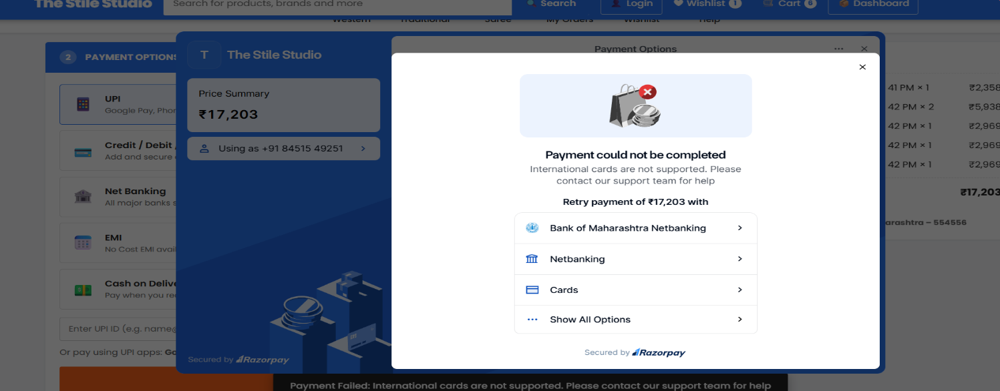 The Stile Studio
Search for products, brands and more
Search
Login
Wishlist 1
Cart 6
Dashboard
Western
Traditional
Saree
My Orders
Wishlist
Help
2 PAYMENT OPTIONS
UPI
Google Pay, Phon
Credit / Debit
Add and secure
Net Banking
All major banks s
EMI
No Cost EMI avai
Cash on Delive
Pay when you re
Enter UPI ID (e.g. name@
Or pay using UPI apps: Go
T The Stile Studio
Price Summary
₹17,203
Using as +91 84515 49251
Secured by Razorpay
Payment Options
Payment could not be completed
International cards are not supported. Please
contact our support team for help
Retry payment of ₹17,203 with
Bank of Maharashtra Netbanking
Netbanking
Cards
Show All Options
Secured by Razorpay
41 PM × 1 ₹2,358
42 PM × 2 ₹5,938
42 PM × 1 ₹2,969
42 PM × 1 ₹2,969
42 PM × 1 ₹2,969
₹17,203
arashtra – 554556
Payment Failed: International cards are not supported. Please contact our support team for help